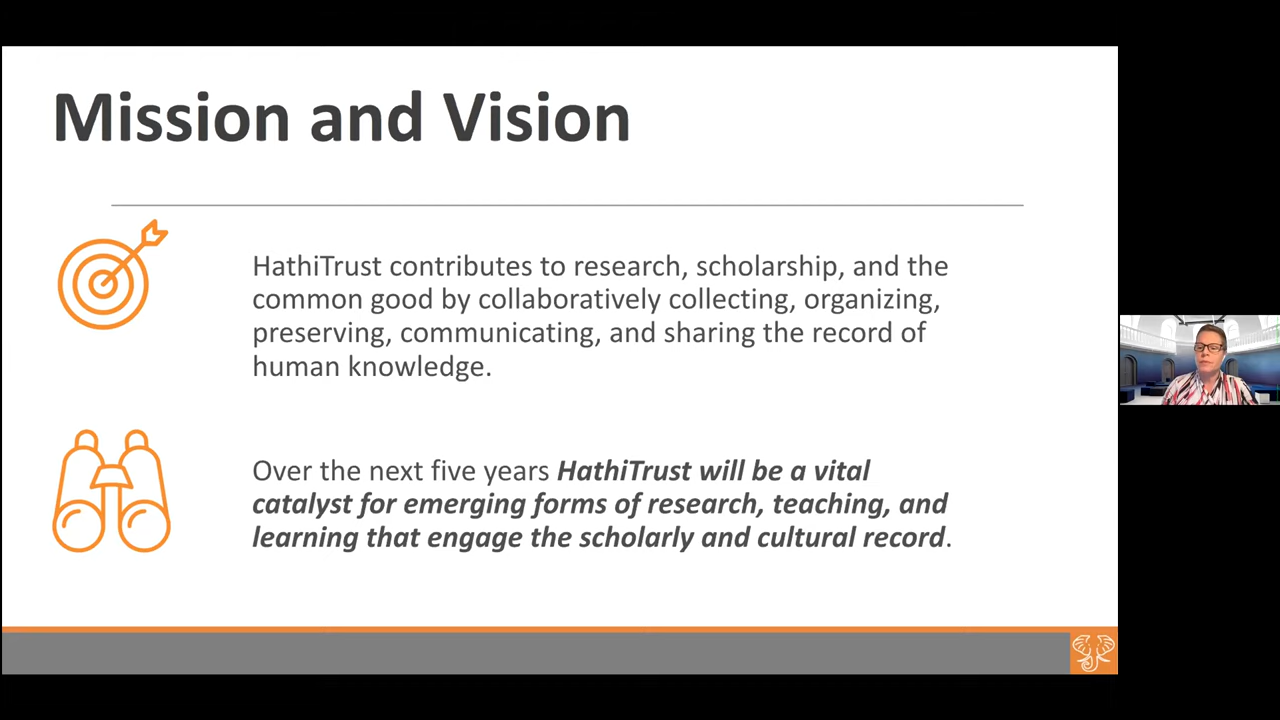 Mission and Vision
HathiTrust contributes to research, scholarship, and the
common good by collaboratively collecting, organizing,
preserving, communicating, and sharing the record of
human knowledge.
Over the next five years HathiTrust will be a vital
catalyst for emerging forms of research, teaching, and
learning that engage the scholarly and cultural record.